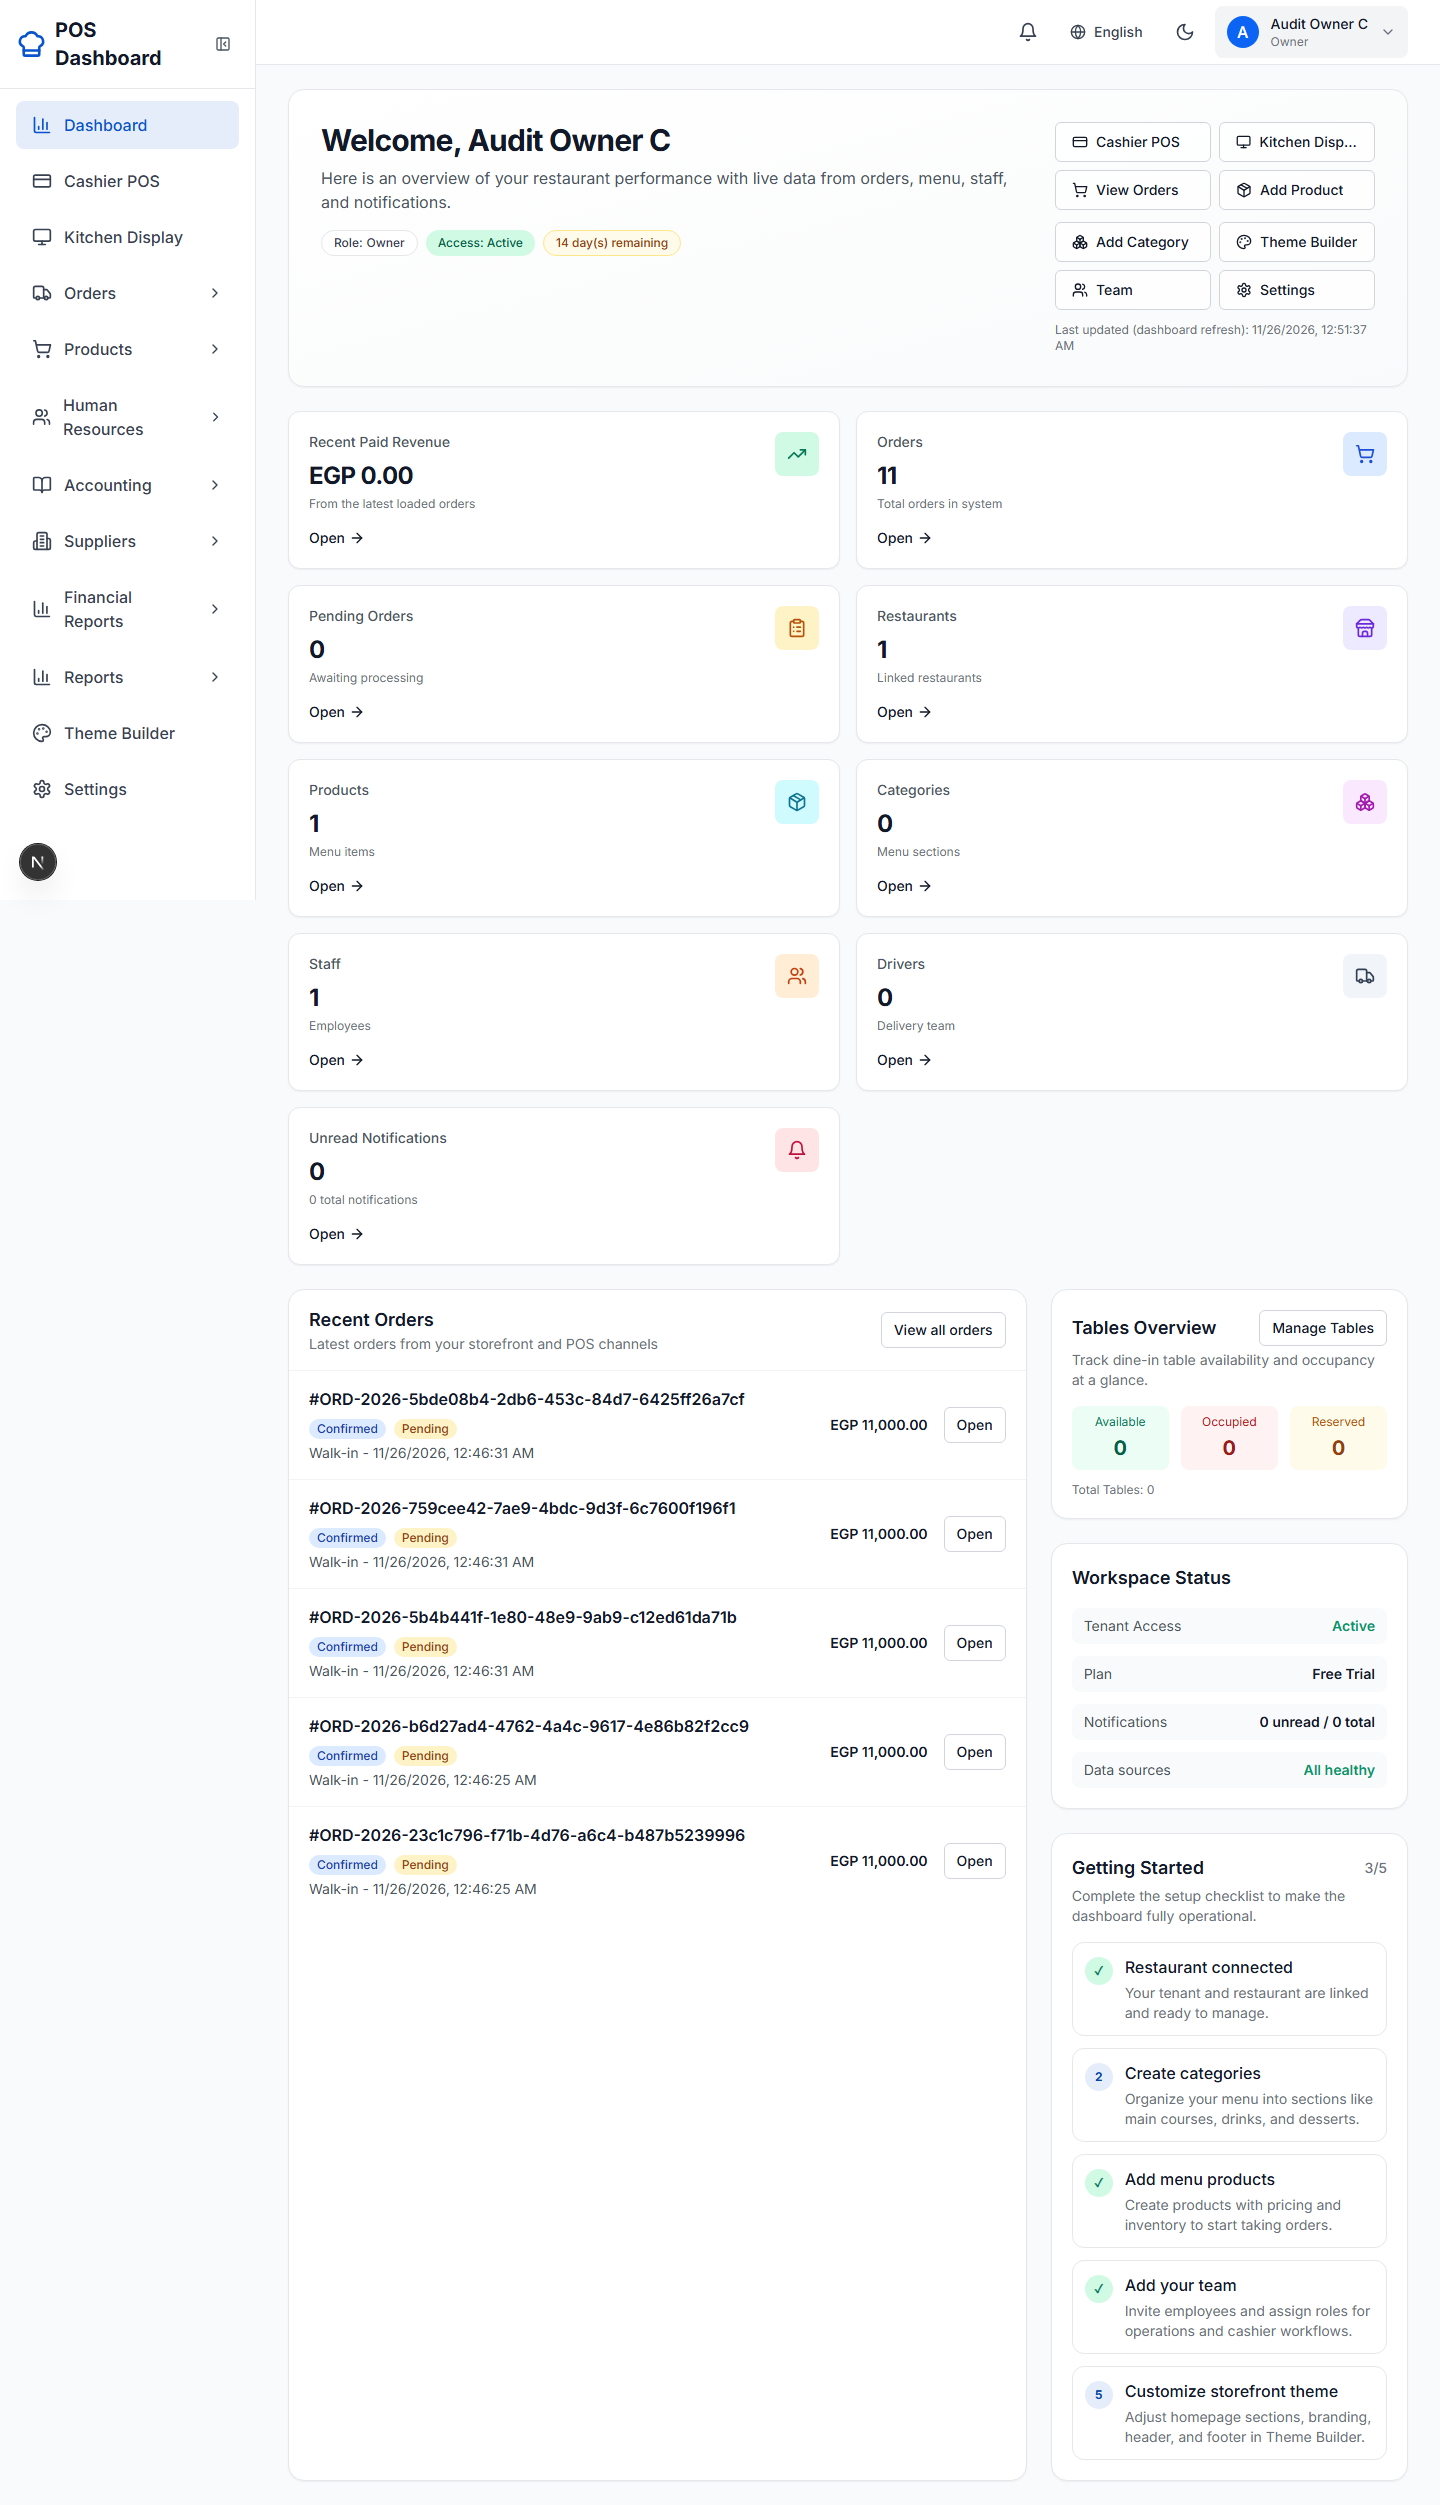 POS
Dashboard
English
A
Audit Owner C
Owner
Dashboard
Cashier POS
Kitchen Display
Orders
Products
Human
Resources
Accounting
Suppliers
Financial
Reports
Reports
Theme Builder
Settings
N
Welcome, Audit Owner C
Here is an overview of your restaurant performance with live data from orders, menu, staff,
and notifications.
Role: Owner
Access: Active
14 day(s) remaining
Cashier POS
Kitchen Disp...
View Orders
Add Product
Add Category
Theme Builder
Team
Settings
Last updated (dashboard refresh): 11/26/2026, 12:51:37
AM
Recent Paid Revenue
EGP 0.00
From the latest loaded orders
Open
Orders
11
Total orders in system
Open
Pending Orders
0
Awaiting processing
Open
Restaurants
1
Linked restaurants
Open
Products
1
Menu items
Open
Categories
0
Menu sections
Open
Staff
1
Employees
Open
Drivers
0
Delivery team
Open
Unread Notifications
0
0 total notifications
Open
Recent Orders
Latest orders from your storefront and POS channels
View all orders
#ORD-2026-5bde08b4-2db6-453c-84d7-6425ff26a7cf
Confirmed Pending
Walk-in - 11/26/2026, 12:46:31 AM
EGP 11,000.00
Open
#ORD-2026-759cee42-7ae9-4bdc-9d3f-6c7600f196f1
Confirmed Pending
Walk-in - 11/26/2026, 12:46:31 AM
EGP 11,000.00
Open
#ORD-2026-5b4b441f-1e80-48e9-9ab9-c12ed61da71b
Confirmed Pending
Walk-in - 11/26/2026, 12:46:31 AM
EGP 11,000.00
Open
#ORD-2026-b6d27ad4-4762-4a4c-9617-4e86b82f2cc9
Confirmed Pending
Walk-in - 11/26/2026, 12:46:25 AM
EGP 11,000.00
Open
#ORD-2026-23c1c796-f71b-4d76-a6c4-b487b5239996
Confirmed Pending
Walk-in - 11/26/2026, 12:46:25 AM
EGP 11,000.00
Open
Tables Overview
Manage Tables
Track dine-in table availability and occupancy
at a glance.
Available
0
Occupied
0
Reserved
0
Total Tables: 0
Workspace Status
Tenant Access Active
Plan Free Trial
Notifications 0 unread / 0 total
Data sources All healthy
Getting Started 3/5
Complete the setup checklist to make the
dashboard fully operational.
✓ Restaurant connected
Your tenant and restaurant are linked
and ready to manage.
2 Create categories
Organize your menu into sections like
main courses, drinks, and desserts.
✓ Add menu products
Create products with pricing and
inventory to start taking orders.
✓ Add your team
Invite employees and assign roles for
operations and cashier workflows.
5 Customize storefront theme
Adjust homepage sections, branding,
header, and footer in Theme Builder.